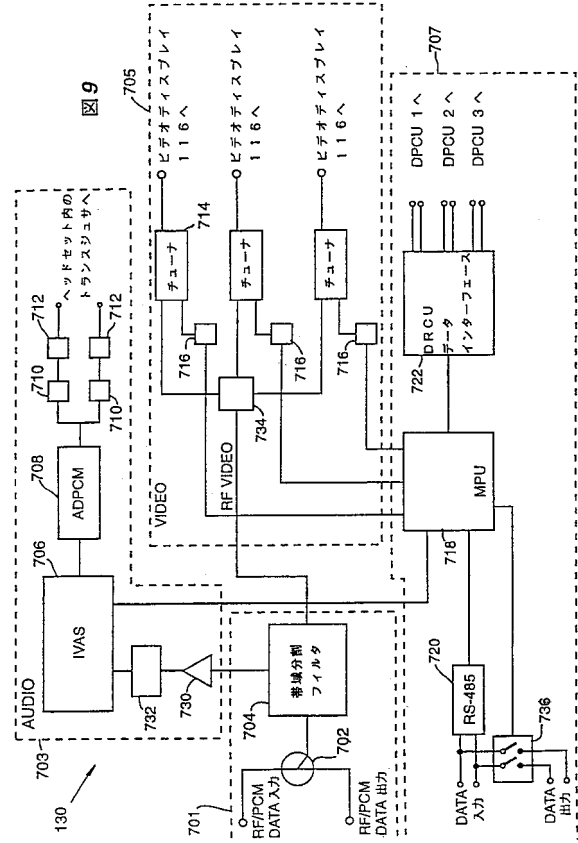 図 9
130
703
AUDIO
706
IVAS
708
ADPCM
710
712
710
712
ヘッドセット内の
トランスジュサへ
732
730
701
704
帯域分割
フィルタ
702
RF/PCM
DATA 入力
RF/PCM
DATA 出力
705
VIDEO
RF VIDEO
734
チューナ
714
716
ビデオディスプレイ
116へ
チューナ
716
ビデオディスプレイ
116へ
チューナ
716
ビデオディスプレイ
116へ
707
718
MPU
720
RS-485
736
DATA
入力
DATA
出力
722
DRCU
データ
インターフェース
DPCU 1 へ
DPCU 2 へ
DPCU 3 へ